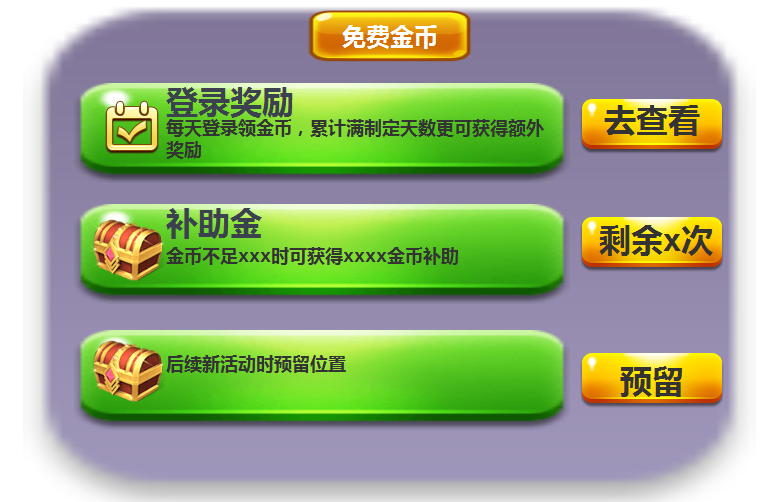 免费金币
登录奖励
每天登录领金币，累计满制定天数更可获得额外
奖励
去查看
补助金
金币不足xxx时可获得xxxx金币补助
剩余x次
后续新活动时预留位置
预留